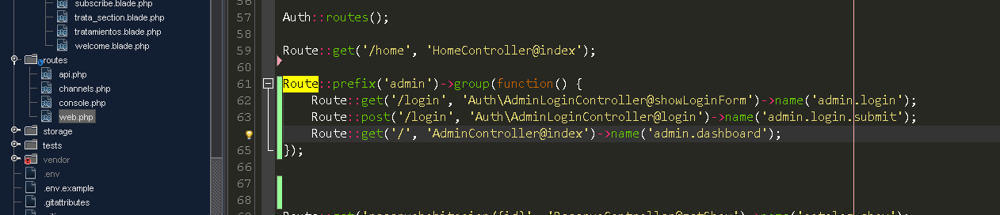 subscribe.blade.php
trata_section.blade.php
tratamientos.blade.php
welcome.blade.php
routes
api.php
channels.php
console.php
web.php
storage
tests
vendor
.env
.env.example
.gitattributes
57 Auth::routes();
58
59 Route::get('/home', 'HomeController@index');
60
61 Route::prefix('admin')->group(function() {
62 Route::get('/login', 'Auth\AdminLoginController@showLoginForm')->name('admin.login');
63 Route::post('/login', 'Auth\AdminLoginController@login')->name('admin.login.submit');
Route::get('/', 'AdminController@index')->name('admin.dashboard');
65 });
66
67
68